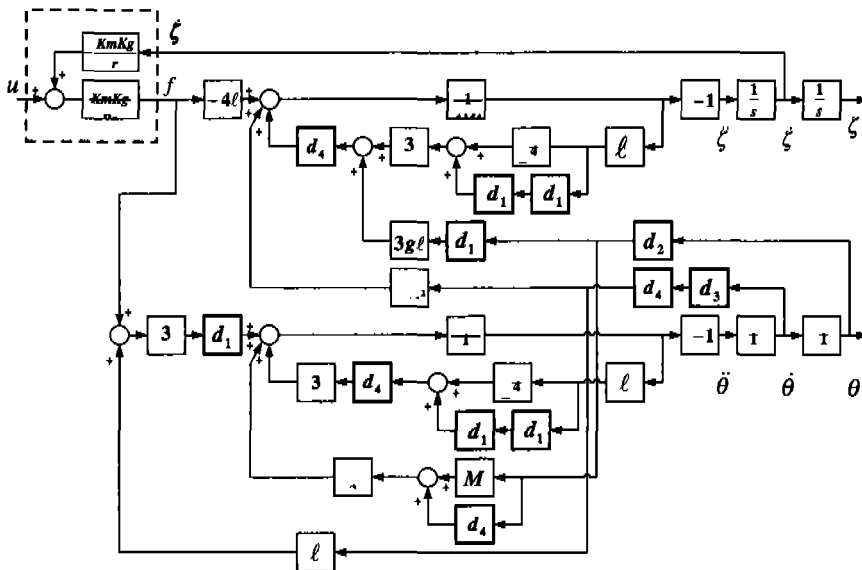 KmKg
r
ζ̇
u
+
+
KmKg
f
−4ℓ
+
+
+
−1
1
s
1
s
ζ̈
ζ̇
ζ
d₄
+
+
3
+
+
ℓ
d₁
d₁
3gℓ
d₁
d₂
d₄
d₃
+
+
3
d₁
+
+
+
−1
θ̈
θ̇
θ
3
d₄
+
+
ℓ
d₁
d₁
+
+
M
d₄
ℓ